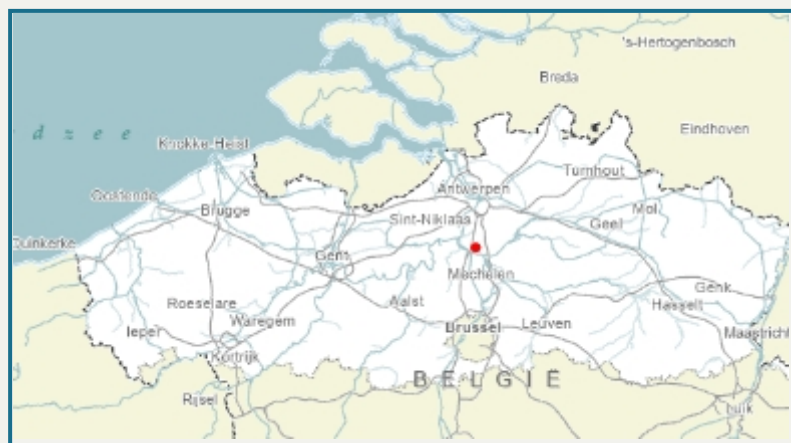 's-Hertogenbosch
Breda
d z e e
Eindhoven
Knokke-Heist
Turnhout
Antwerpen
Oostende
Mol
Brugge
Sint-Niklaas
Geel
Duinkerke
Gent
Mechelen
Genk
Roeselare
Aalst
Hasselt
Waregem
Brussel
Leuven
Ieper
Maastricht
Kortrijk
BELGIË
Rijsel
Luik